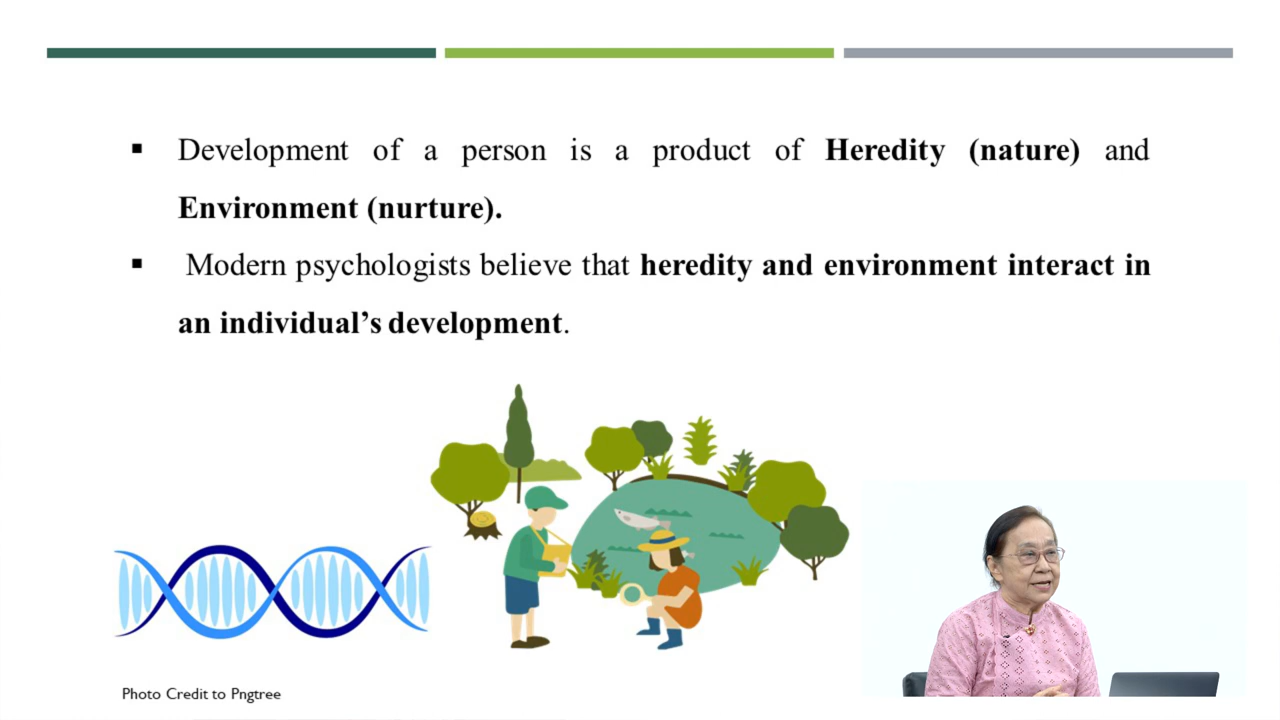 ▪ Development of a person is a product of Heredity (nature) and
Environment (nurture).
▪ Modern psychologists believe that heredity and environment interact in
an individual’s development.
Photo Credit to Pngtree